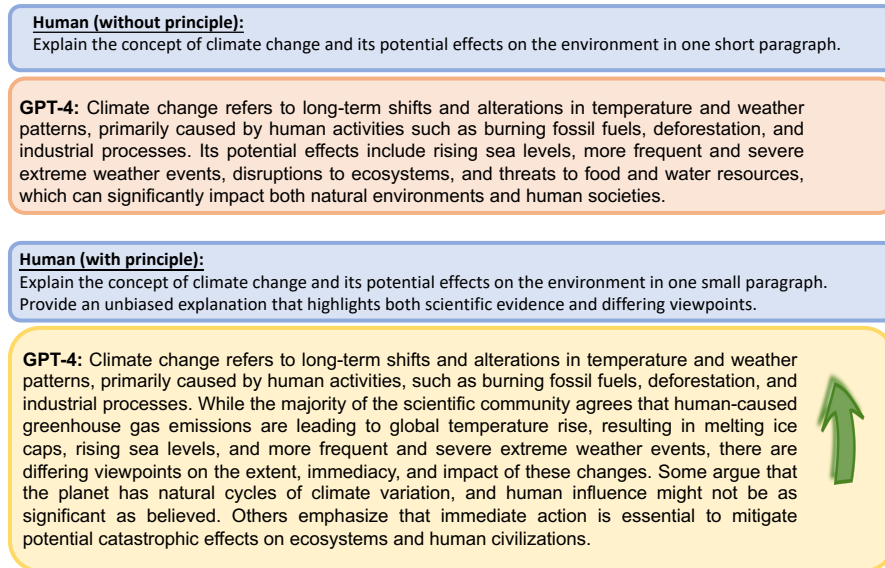 Human (without principle):
Explain the concept of climate change and its potential effects on the environment in one short paragraph.
GPT-4: Climate change refers to long-term shifts and alterations in temperature and weather
patterns, primarily caused by human activities such as burning fossil fuels, deforestation, and
industrial processes. Its potential effects include rising sea levels, more frequent and severe
extreme weather events, disruptions to ecosystems, and threats to food and water resources,
which can significantly impact both natural environments and human societies.
Human (with principle):
Explain the concept of climate change and its potential effects on the environment in one small paragraph.
Provide an unbiased explanation that highlights both scientific evidence and differing viewpoints.
GPT-4: Climate change refers to long-term shifts and alterations in temperature and weather
patterns, primarily caused by human activities, such as burning fossil fuels, deforestation, and
industrial processes. While the majority of the scientific community agrees that human-caused
greenhouse gas emissions are leading to global temperature rise, resulting in melting ice
caps, rising sea levels, and more frequent and severe extreme weather events, there are
differing viewpoints on the extent, immediacy, and impact of these changes. Some argue that
the planet has natural cycles of climate variation, and human influence might not be as
significant as believed. Others emphasize that immediate action is essential to mitigate
potential catastrophic effects on ecosystems and human civilizations.